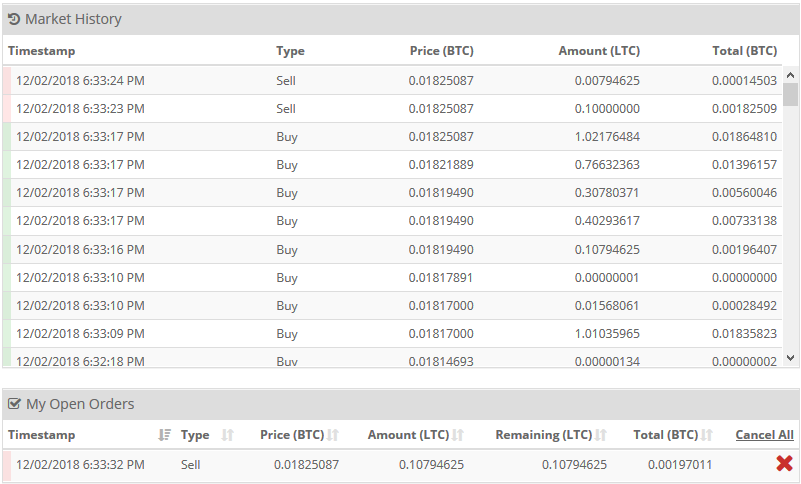 Market History
Timestamp Type Price (BTC) Amount (LTC) Total (BTC)
12/02/2018 6:33:24 PM Sell 0.01825087 0.00794625 0.00014503
12/02/2018 6:33:23 PM Sell 0.01825087 0.10000000 0.00182509
12/02/2018 6:33:17 PM Buy 0.01825087 1.02176484 0.01864810
12/02/2018 6:33:17 PM Buy 0.01821889 0.76632363 0.01396157
12/02/2018 6:33:17 PM Buy 0.01819490 0.30780371 0.00560046
12/02/2018 6:33:17 PM Buy 0.01819490 0.40293617 0.00733138
12/02/2018 6:33:16 PM Buy 0.01819490 0.10794625 0.00196407
12/02/2018 6:33:10 PM Buy 0.01817891 0.00000001 0.00000000
12/02/2018 6:33:10 PM Buy 0.01817000 0.01568061 0.00028492
12/02/2018 6:33:09 PM Buy 0.01817000 1.01035965 0.01835823
12/02/2018 6:32:18 PM Buy 0.01814693 0.00000134 0.00000002
My Open Orders
Timestamp Type Price (BTC) Amount (LTC) Remaining (LTC) Total (BTC) Cancel All
12/02/2018 6:33:32 PM Sell 0.01825087 0.10794625 0.10794625 0.00197011